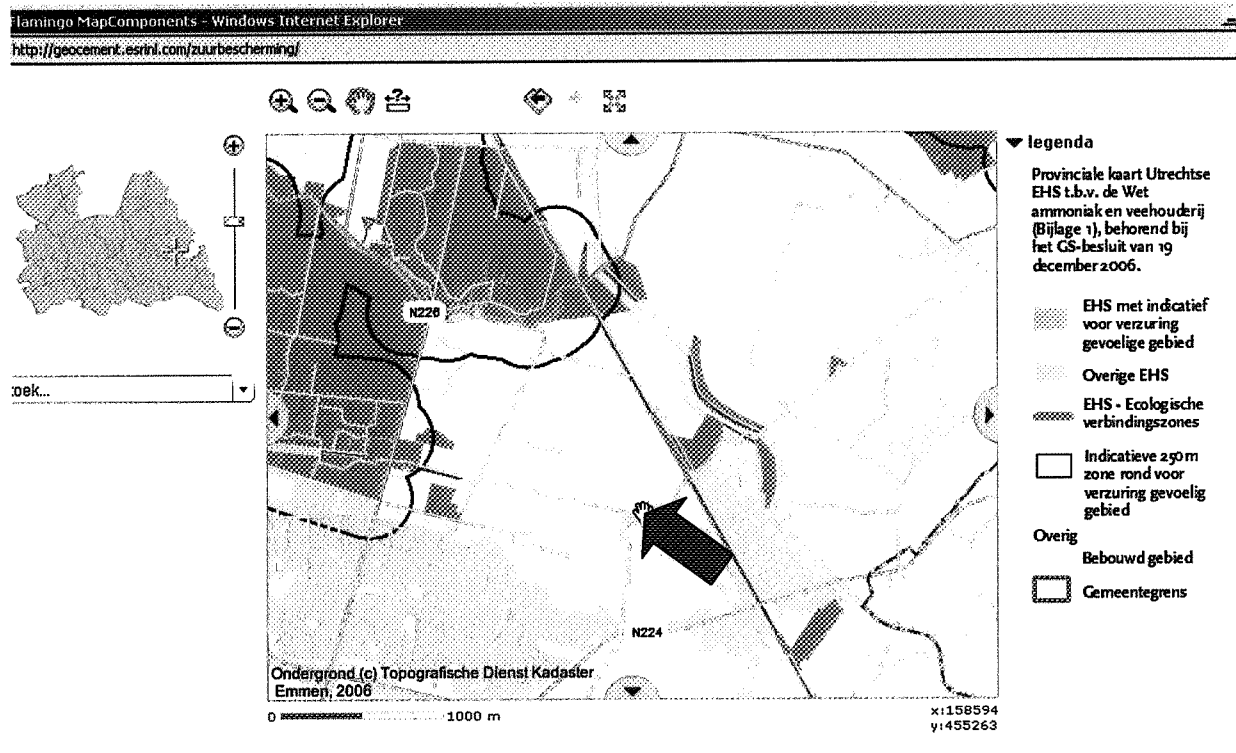 Flamingo MapComponents - Windows Internet Explorer
http://geocement.esrinl.com/zuurbescherming/
legenda
Provinciale kaart Utrechtse
EHS t.b.v. de Wet
ammoniak en veehouderij
(Bijlage 1), behorend bij
het GS-besluit van 19
december 2006.
EHS met indicatief
voor verzuring
gevoelige gebied
Overige EHS
EHS - Ecologische
verbindingszones
Indicatieve 250m
zone rond voor
verzuring gevoelig
gebied
Overig
Bebouwd gebied
Gemeentegrens
zoek...
N226
N224
Ondergrond (c) Topografische Dienst Kadaster
Emmen, 2006
0 1000 m
x:158594
y:455263